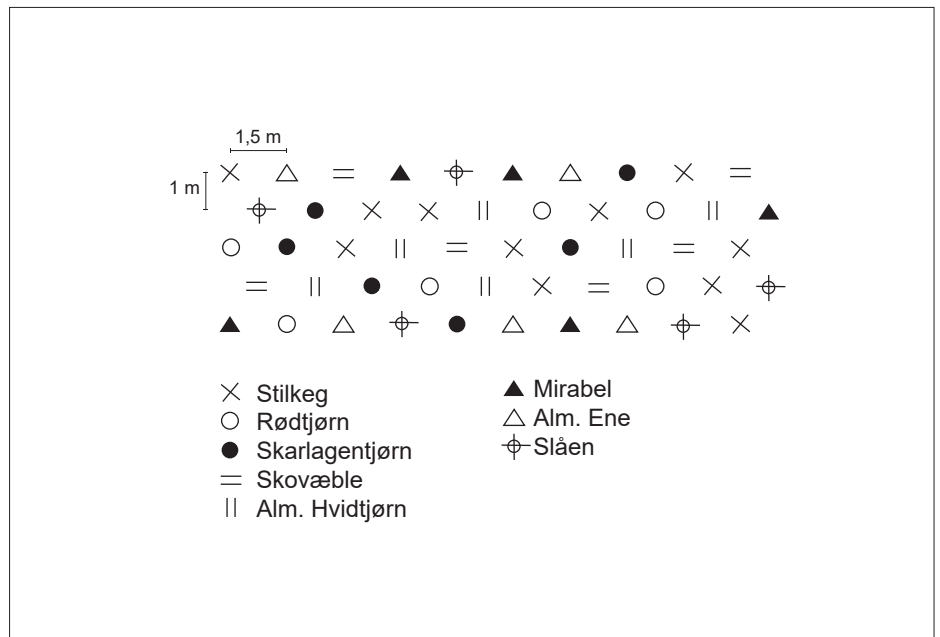 1,5 m
1 m
Stilkeg
Rødtjørn
Skarlagentjørn
Skovæble
Alm. Hvidtjørn
Mirabel
Alm. Ene
Slåen